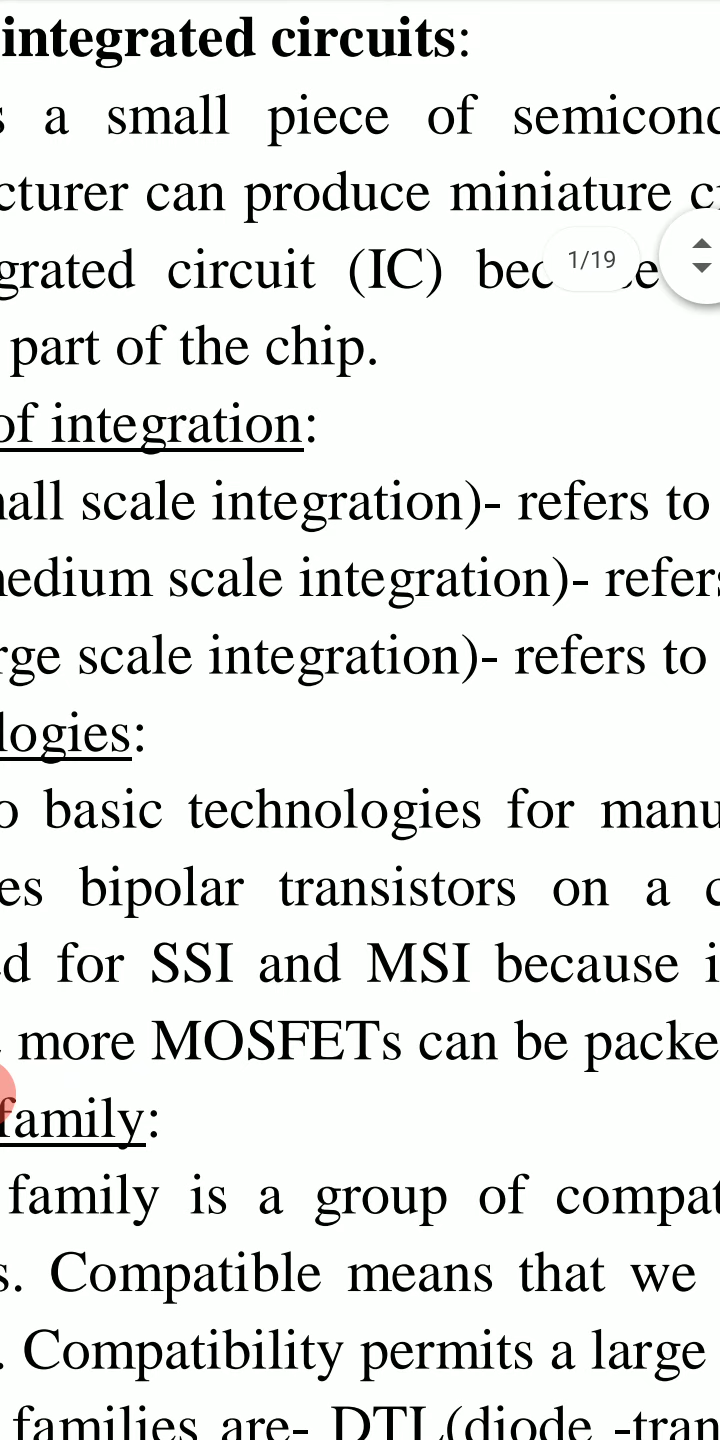 integrated circuits:
a small piece of semicond
cturer can produce miniature c
grated circuit (IC)
1/19
part of the chip.
of integration:
all scale integration)- refers to
edium scale integration)- refers
rge scale integration)- refers to
logies:
o basic technologies for manu
es bipolar transistors on a c
d for SSI and MSI because i
more MOSFETs can be packe
family:
family is a group of compat
s. Compatible means that we
. Compatibility permits a large
families are- DTL(diode -tran